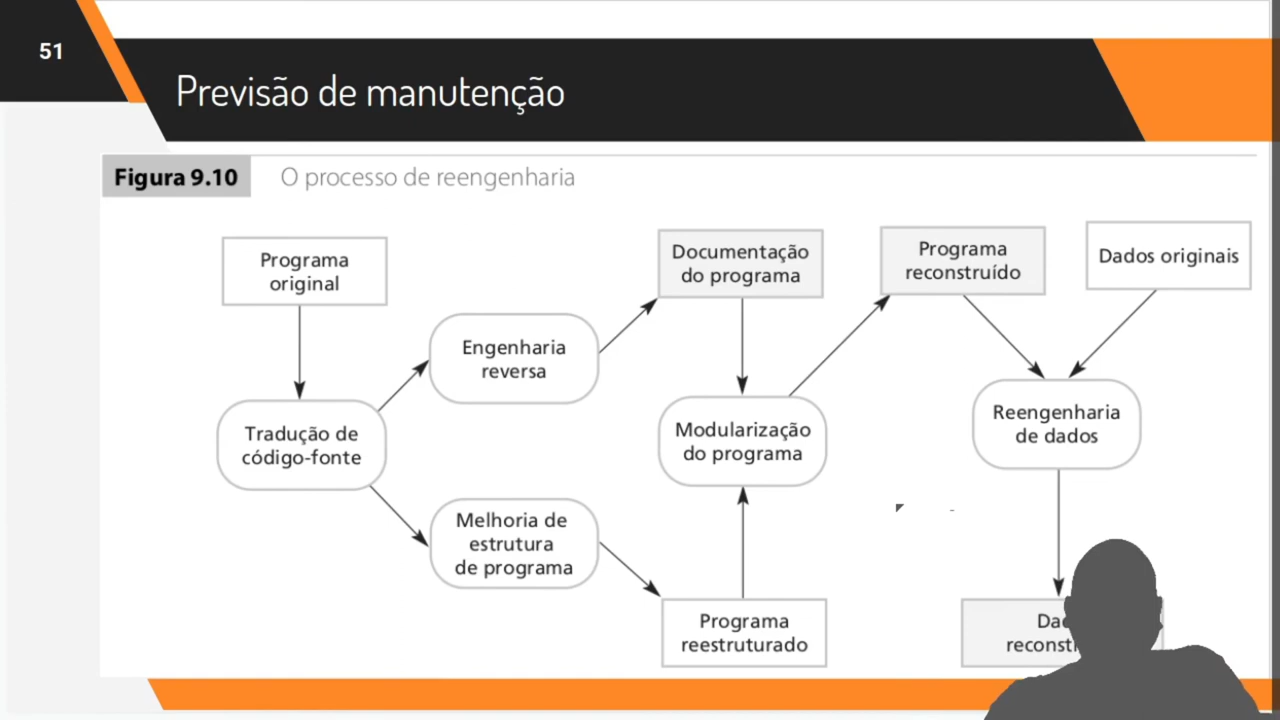 51
Previsão de manutenção
Figura 9.10
O processo de reengenharia
Programa
original
Documentação
do programa
Programa
reconstruído
Dados originais
Engenharia
reversa
Tradução de
código-fonte
Modularização
do programa
Reengenharia
de dados
Melhoria de
estrutura
de programa
Programa
reestruturado